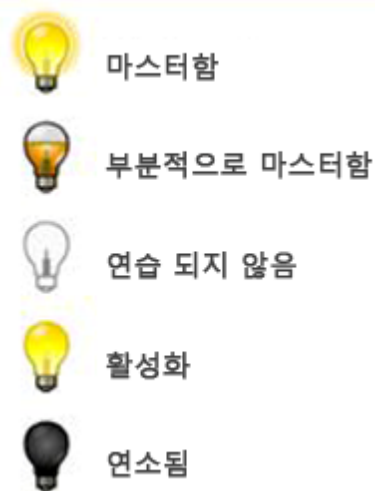 마스터함
부분적으로 마스터함
연습 되지 않음
활성화
연소됨